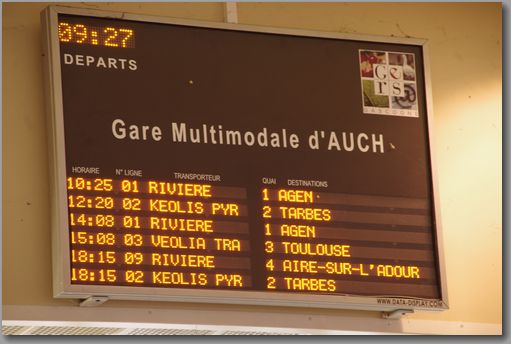 09:27
DEPARTS
GERS
GASCOGNE
Gare Multimodale d'AUCH
HORAIRE N° LIGNE TRANSPORTEUR QUAI DESTINATIONS
10:25 01 RIVIERE 1 AGEN
12:20 02 KEOLIS PYR 2 TARBES
14:08 01 RIVIERE 1 AGEN
15:08 03 VEOLIA TRA 3 TOULOUSE
18:15 09 RIVIERE 4 AIRE-SUR-L'ADOUR
18:15 02 KEOLIS PYR 2 TARBES
WWW.DATA-DISPLAY.COM